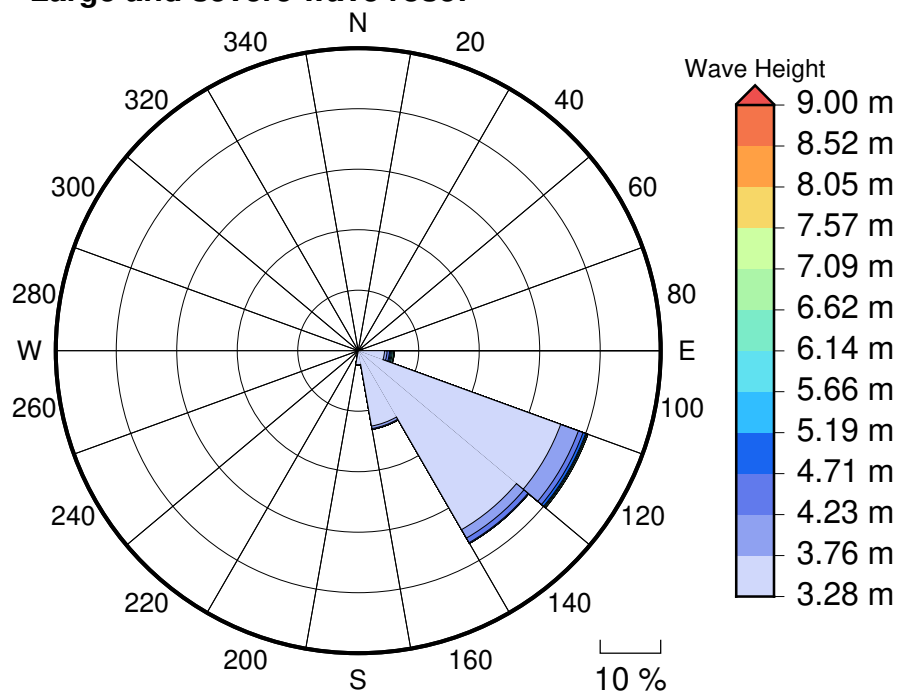 Large and severe wave rose:
N
340
20
320
40
300
60
280
80
W
E
260
100
240
120
220
140
200
160
S
10 %
Wave Height
9.00 m
8.52 m
8.05 m
7.57 m
7.09 m
6.62 m
6.14 m
5.66 m
5.19 m
4.71 m
4.23 m
3.76 m
3.28 m